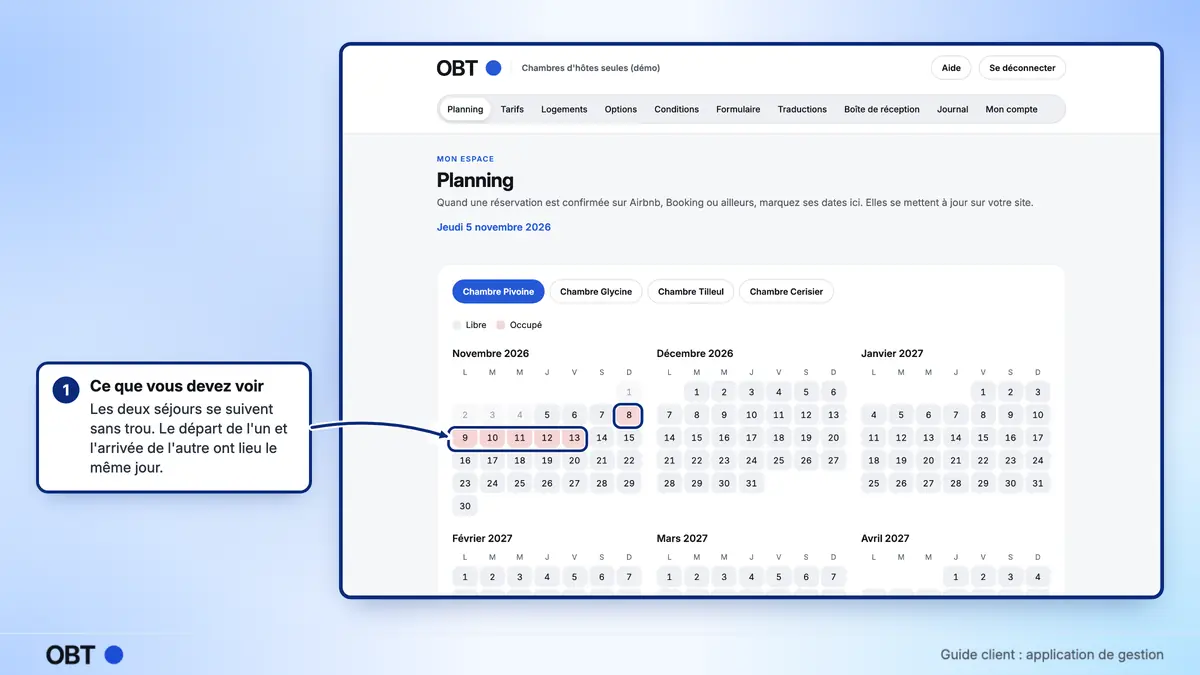 OBT
Chambres d'hôtes seules (démo)
Aide
Se déconnecter
Planning Tarifs Logements Options Conditions Formulaire Traductions Boîte de réception Journal Mon compte
MON ESPACE
Planning
Quand une réservation est confirmée sur Airbnb, Booking ou ailleurs, marquez ses dates ici. Elles se mettent à jour sur votre site.
Jeudi 5 novembre 2026
Chambre Pivoine Chambre Glycine Chambre Tilleul Chambre Cerisier
Libre Occupé
1
Ce que vous devez voir
Les deux séjours se suivent
sans trou. Le départ de l'un et
l'arrivée de l'autre ont lieu le
même jour.
Novembre 2026
L M M J V S D
1
2 3 4 5 6 7 8
9 10 11 12 13 14 15
16 17 18 19 20 21 22
23 24 25 26 27 28 29
30
Décembre 2026
L M M J V S D
1 2 3 4 5 6
7 8 9 10 11 12 13
14 15 16 17 18 19 20
21 22 23 24 25 26 27
28 29 30 31
Janvier 2027
L M M J V S D
1 2 3
4 5 6 7 8 9 10
11 12 13 14 15 16 17
18 19 20 21 22 23 24
25 26 27 28 29 30 31
Février 2027
L M M J V S D
1 2 3 4 5 6 7
Mars 2027
L M M J V S D
1 2 3 4 5 6 7
Avril 2027
L M M J V S D
1 2 3 4
OBT
Guide client : application de gestion